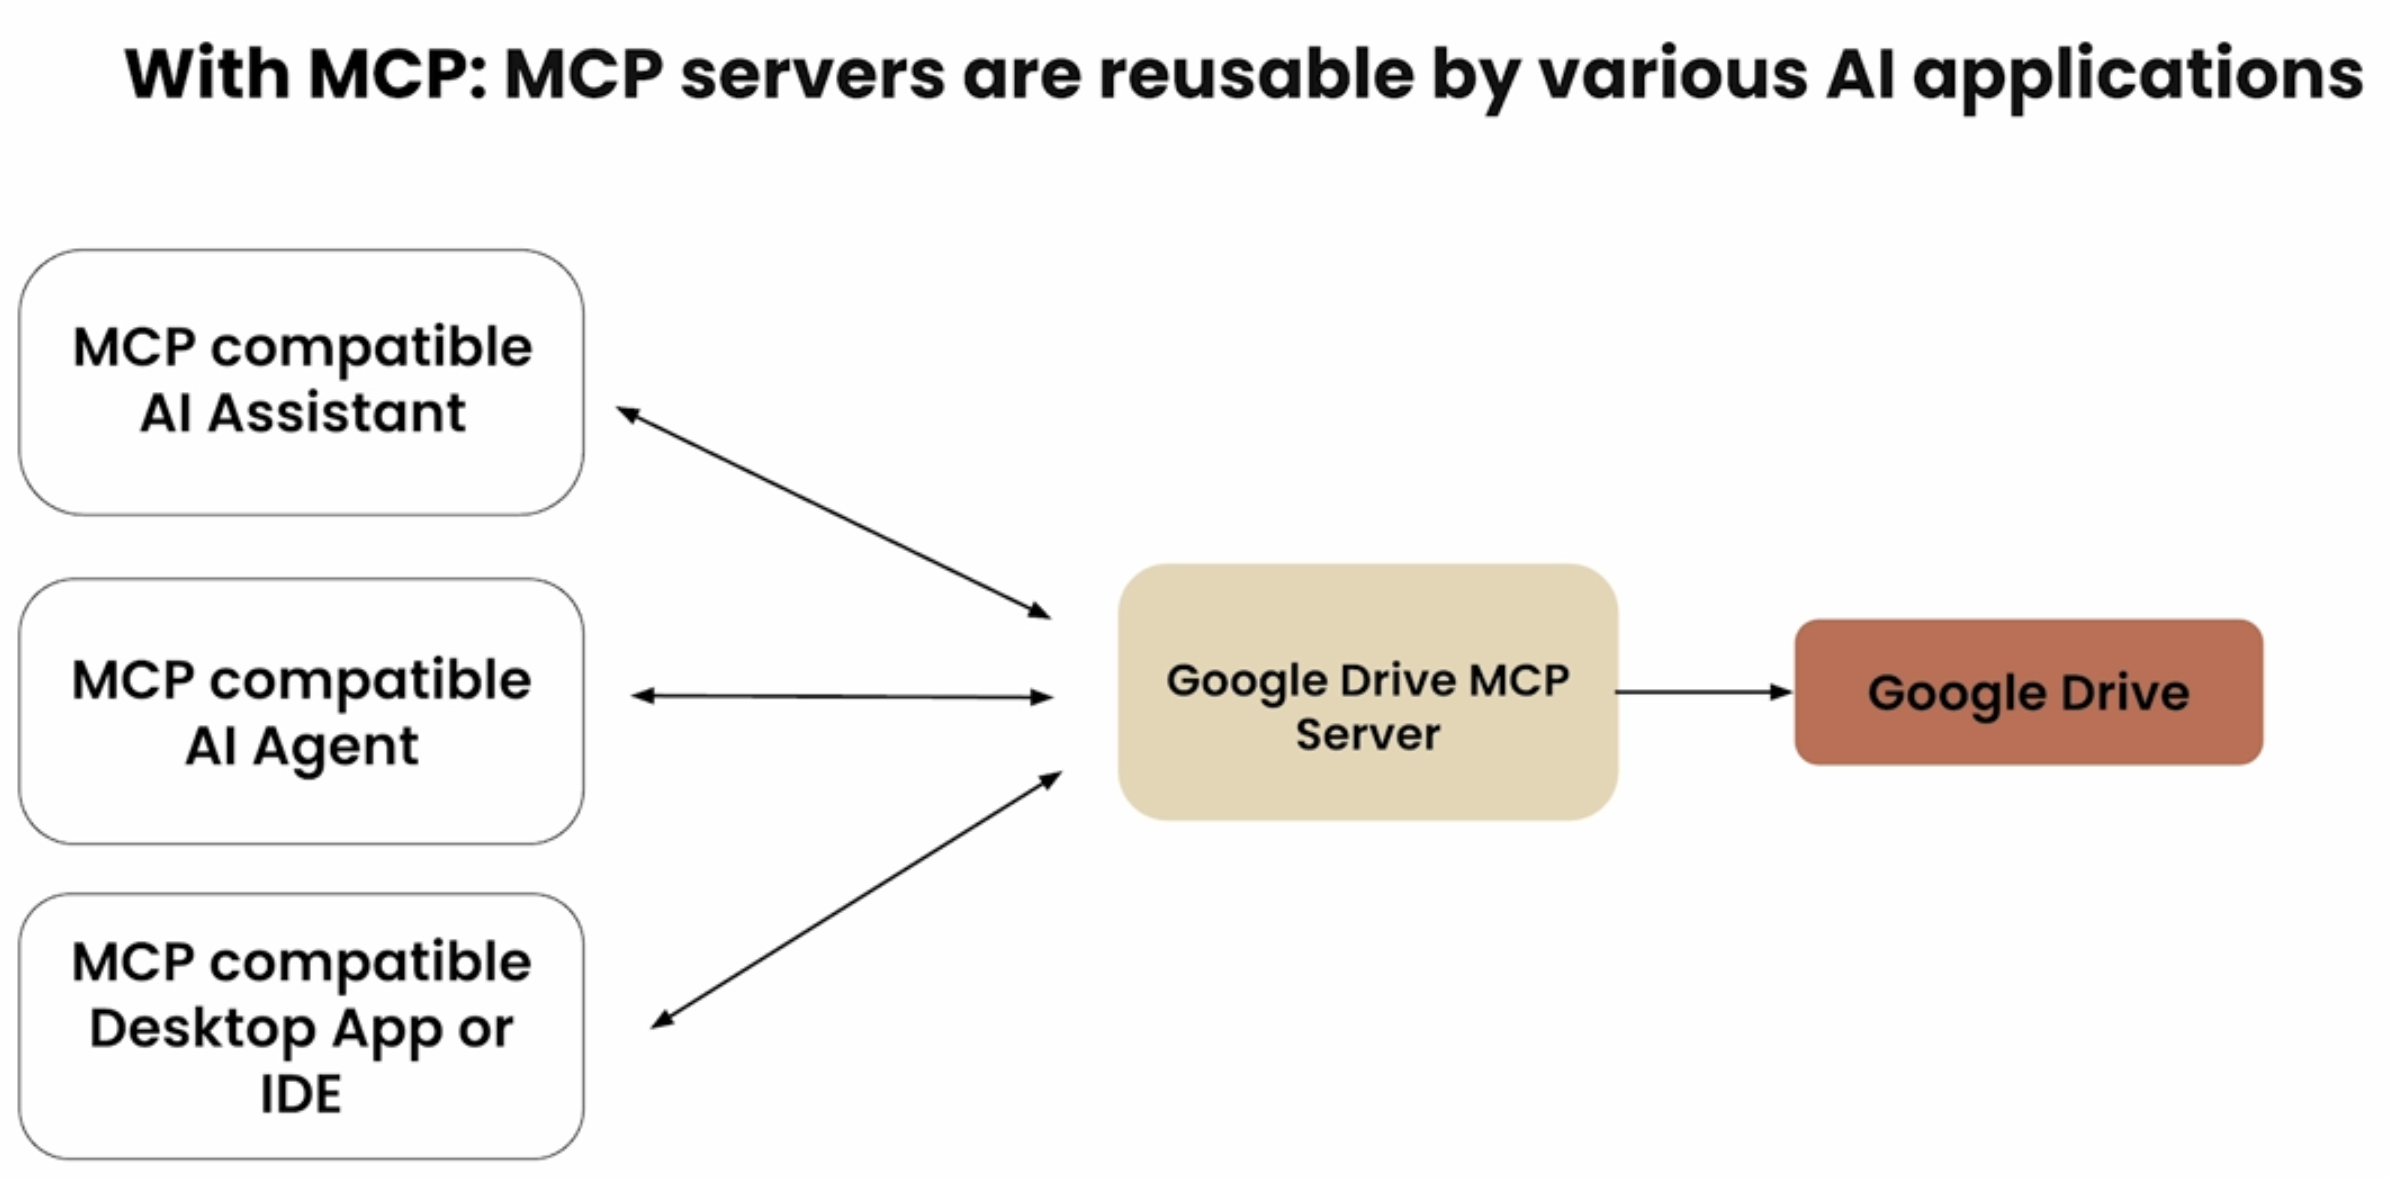 With MCP: MCP servers are reusable by various AI applications
MCP compatible
AI Assistant
MCP compatible
AI Agent
MCP compatible
Desktop App or
IDE
Google Drive MCP
Server
Google Drive